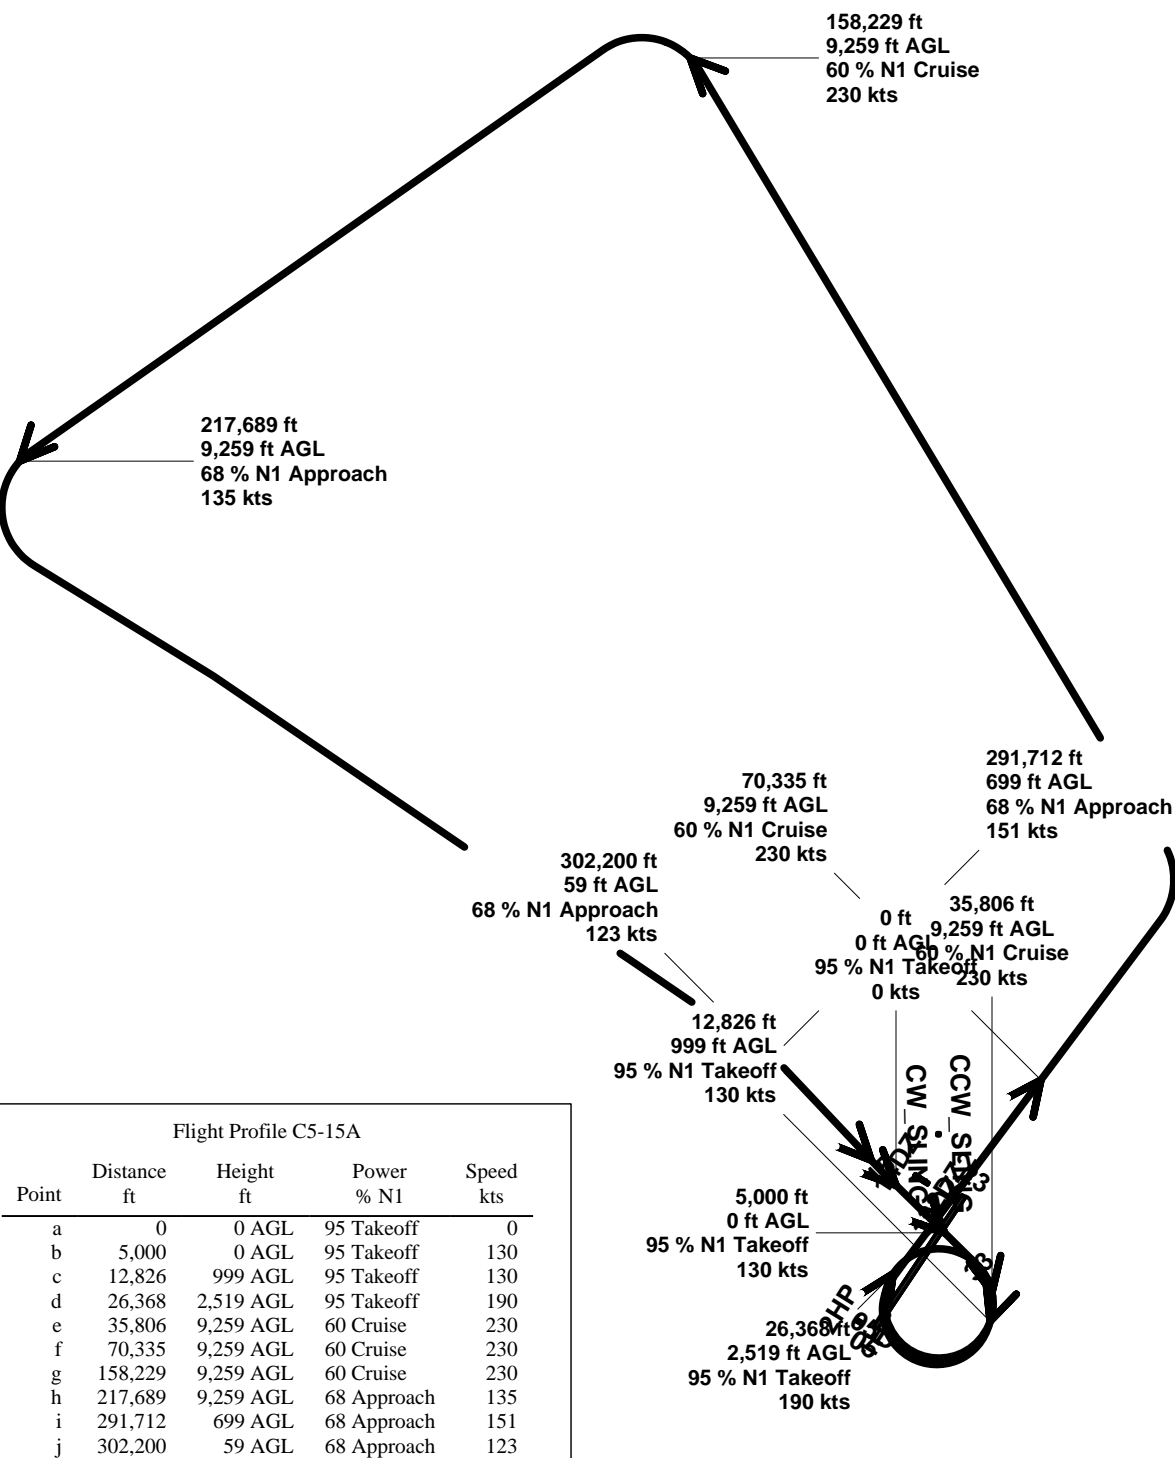 158,229 ft
9,259 ft AGL
60 % N1 Cruise
230 kts
217,689 ft
9,259 ft AGL
68 % N1 Approach
135 kts
291,712 ft
699 ft AGL
68 % N1 Approach
151 kts
70,335 ft
9,259 ft AGL
60 % N1 Cruise
230 kts
302,200 ft
59 ft AGL
68 % N1 Approach
123 kts
35,806 ft
9,259 ft AGL
60 % N1 Cruise
230 kts
0 ft
0 ft AGL
95 % N1 Takeoff
0 kts
12,826 ft
999 ft AGL
95 % N1 Takeoff
130 kts
5,000 ft
0 ft AGL
95 % N1 Takeoff
130 kts
26,368 ft
2,519 ft AGL
95 % N1 Takeoff
190 kts
Flight Profile C5-15A
Distance Height Power Speed
Point ft ft % N1 kts
a 0 0 AGL 95 Takeoff 0
b 5,000 0 AGL 95 Takeoff 130
c 12,826 999 AGL 95 Takeoff 130
d 26,368 2,519 AGL 95 Takeoff 190
e 35,806 9,259 AGL 60 Cruise 230
f 70,335 9,259 AGL 60 Cruise 230
g 158,229 9,259 AGL 60 Cruise 230
h 217,689 9,259 AGL 68 Approach 135
i 291,712 699 AGL 68 Approach 151
j 302,200 59 AGL 68 Approach 123